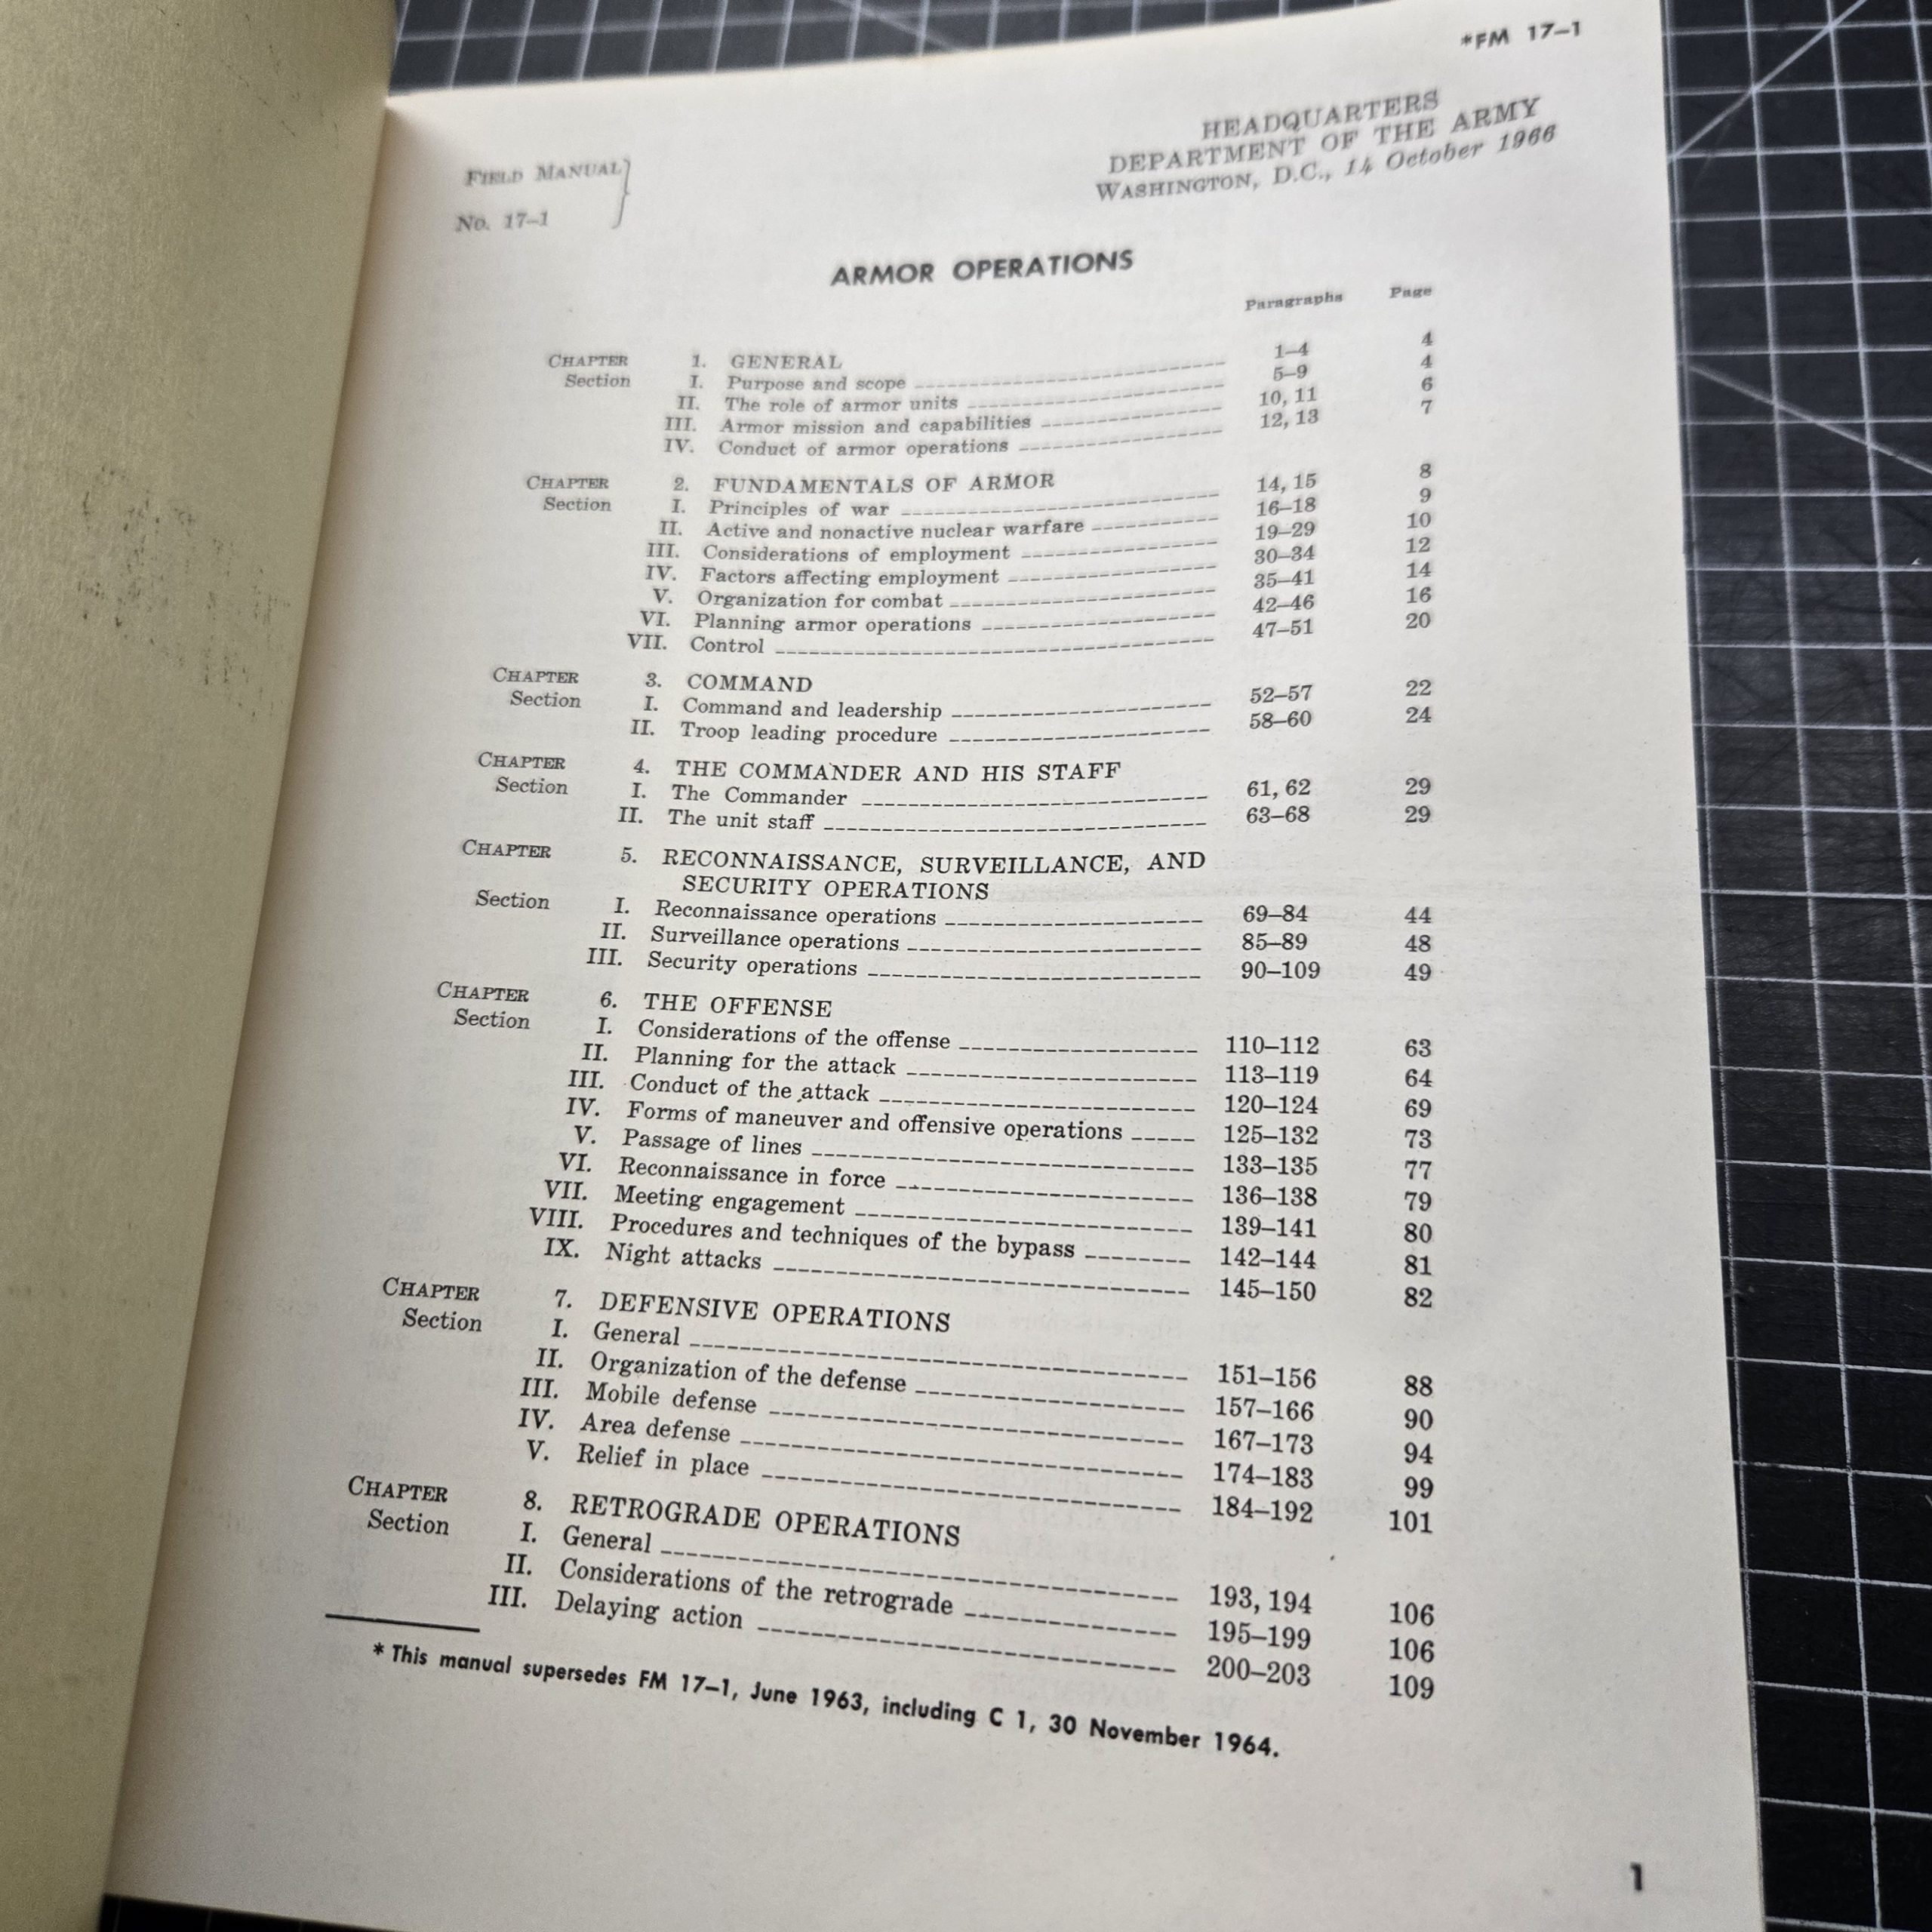 *FM 17–1
HEADQUARTERS
DEPARTMENT OF THE ARMY
WASHINGTON, D.C., 14 October 1966
FIELD MANUAL
No. 17–1
ARMOR OPERATIONS
Paragraphs Page
CHAPTER 1. GENERAL
Section I. Purpose and scope 1–4 4
II. The role of armor units 5–9 4
III. Armor mission and capabilities 10, 11 6
IV. Conduct of armor operations 12, 13 7
CHAPTER 2. FUNDAMENTALS OF ARMOR
Section I. Principles of war 14, 15 8
II. Active and nonactive nuclear warfare 16–18 9
III. Considerations of employment 19–29 10
IV. Factors affecting employment 30–34 12
V. Organization for combat 35–41 14
VI. Planning armor operations 42–46 16
VII. Control 47–51 20
CHAPTER 3. COMMAND
Section I. Command and leadership 52–57 22
II. Troop leading procedure 58–60 24
CHAPTER 4. THE COMMANDER AND HIS STAFF
Section I. The Commander 61, 62 29
II. The unit staff 63–68 29
CHAPTER 5. RECONNAISSANCE, SURVEILLANCE, AND
SECURITY OPERATIONS
Section I. Reconnaissance operations 69–84 44
II. Surveillance operations 85–89 48
III. Security operations 90–109 49
CHAPTER 6. THE OFFENSE
Section I. Considerations of the offense 110–112 63
II. Planning for the attack 113–119 64
III. Conduct of the attack 120–124 69
IV. Forms of maneuver and offensive operations 125–132 73
V. Passage of lines 133–135 77
VI. Reconnaissance in force 136–138 79
VII. Meeting engagement 139–141 80
VIII. Procedures and techniques of the bypass 142–144 81
IX. Night attacks 145–150 82
CHAPTER 7. DEFENSIVE OPERATIONS
Section I. General 151–156 88
II. Organization of the defense 157–166 90
III. Mobile defense 167–173 94
IV. Area defense 174–183 99
V. Relief in place 184–192 101
CHAPTER 8. RETROGRADE OPERATIONS
Section I. General 193, 194 106
II. Considerations of the retrograde 195–199 106
III. Delaying action 200–203 109
* This manual supersedes FM 17–1, June 1963, including C 1, 30 November 1964.
1